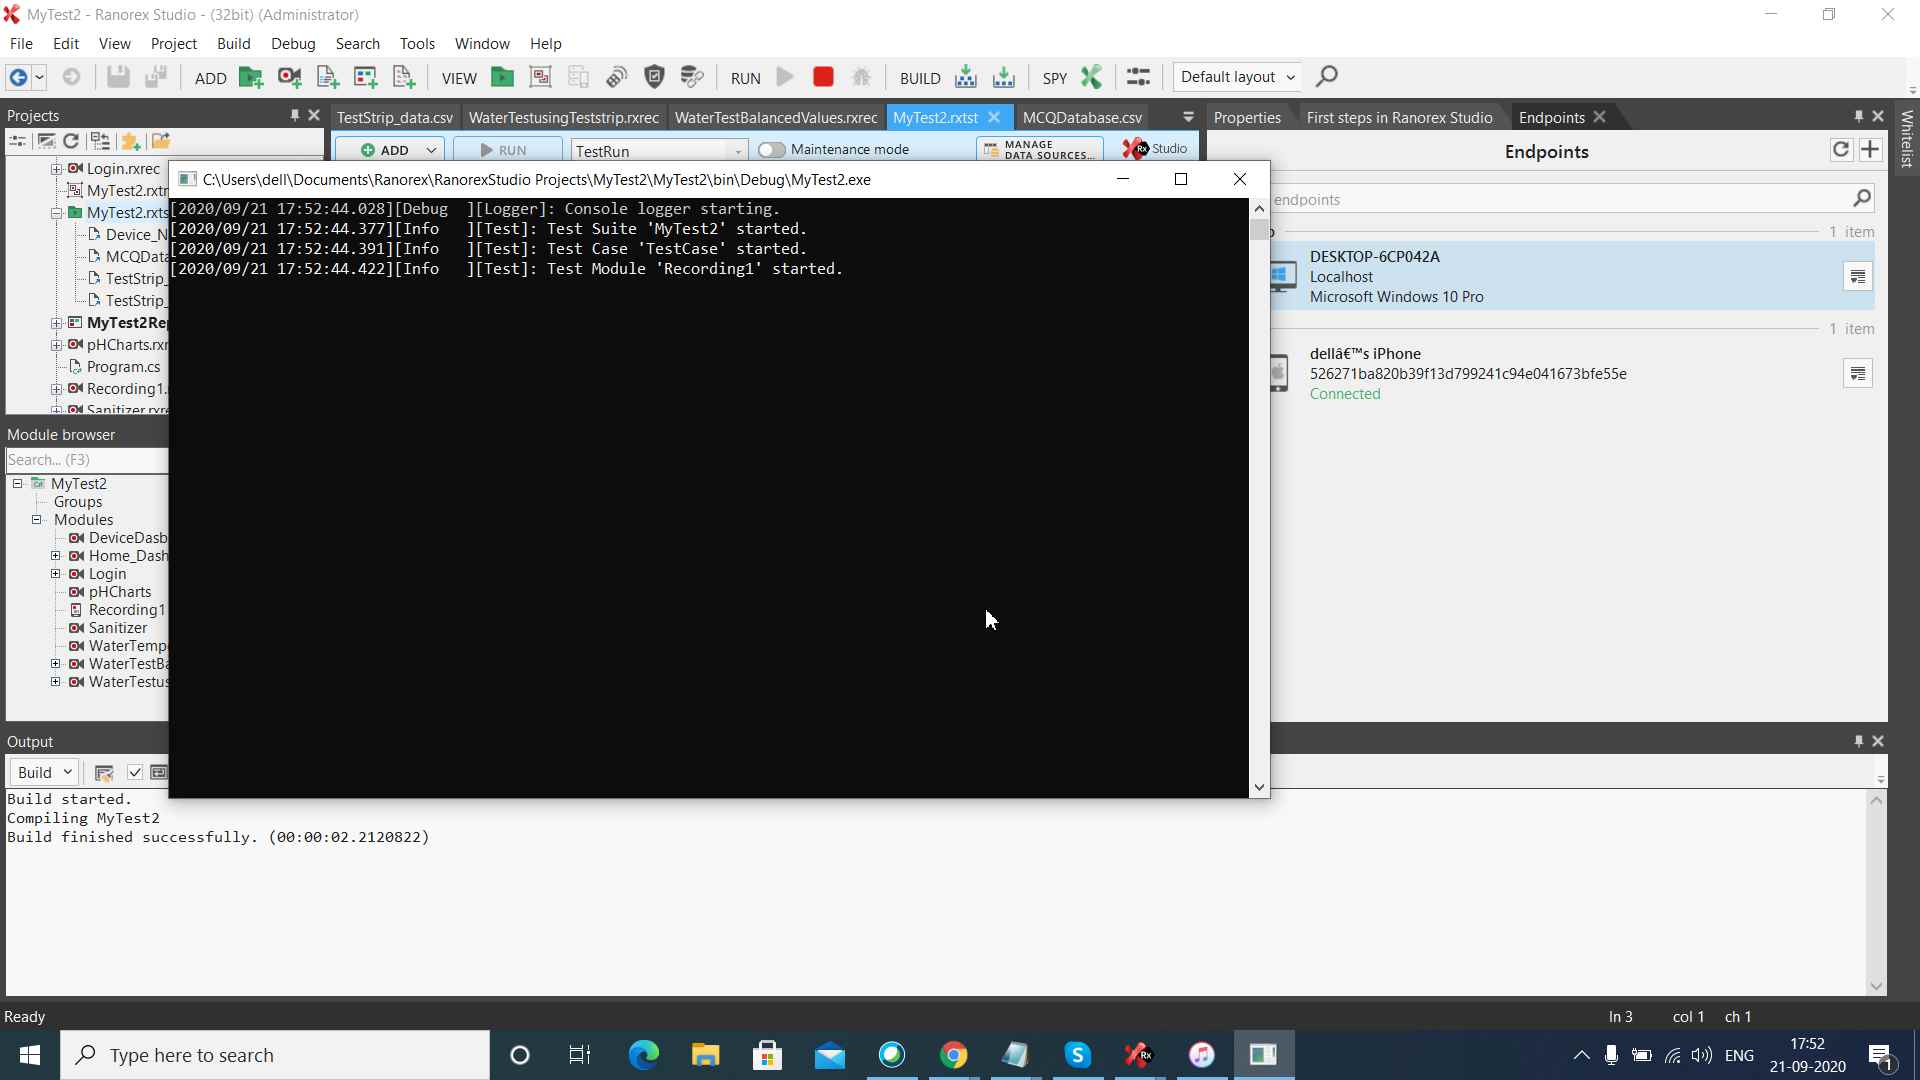 MyTest2 - Ranorex Studio - (32bit) (Administrator)
File Edit View Project Build Debug Search Tools Window Help
ADD VIEW RUN BUILD SPY Default layout
Projects
TestStrip_data.csv WaterTestusingTeststrip.rxrec WaterTestBalancedValues.rxrec MyTest2.rxtst MCQDatabase.csv
Properties First steps in Ranorex Studio Endpoints
Whitelist
ADD RUN TestRun Maintenance mode MANAGE DATA SOURCES... Rx Studio
Endpoints
Login.rxrec
MyTest2.rxtm
MyTest2.rxts
Device_N
MCQData
TestStrip_
TestStrip_
MyTest2Rep
pHCharts.rxr
Program.cs
Recording1.
Sanitizer.rxre
C:\Users\dell\Documents\Ranorex\RanorexStudio Projects\MyTest2\MyTest2\bin\Debug\MyTest2.exe
[2020/09/21 17:52:44.028][Debug  ][Logger]: Console logger starting.
[2020/09/21 17:52:44.377][Info   ][Test]: Test Suite 'MyTest2' started.
[2020/09/21 17:52:44.391][Info   ][Test]: Test Case 'TestCase' started.
[2020/09/21 17:52:44.422][Info   ][Test]: Test Module 'Recording1' started.
endpoints
1 item
DESKTOP-6CP042A
Localhost
Microsoft Windows 10 Pro
1 item
dellâ€™s iPhone
526271ba820b39f13d799241c94e041673bfe55e
Connected
Module browser
Search... (F3)
MyTest2
Groups
Modules
DeviceDasb
Home_Dash
Login
pHCharts
Recording1
Sanitizer
WaterTemp
WaterTestBa
WaterTestus
Output
Build
Build started.
Compiling MyTest2
Build finished successfully. (00:00:02.2120822)
Ready
ln 3 col 1 ch 1
Type here to search
ENG
17:52
21-09-2020
1